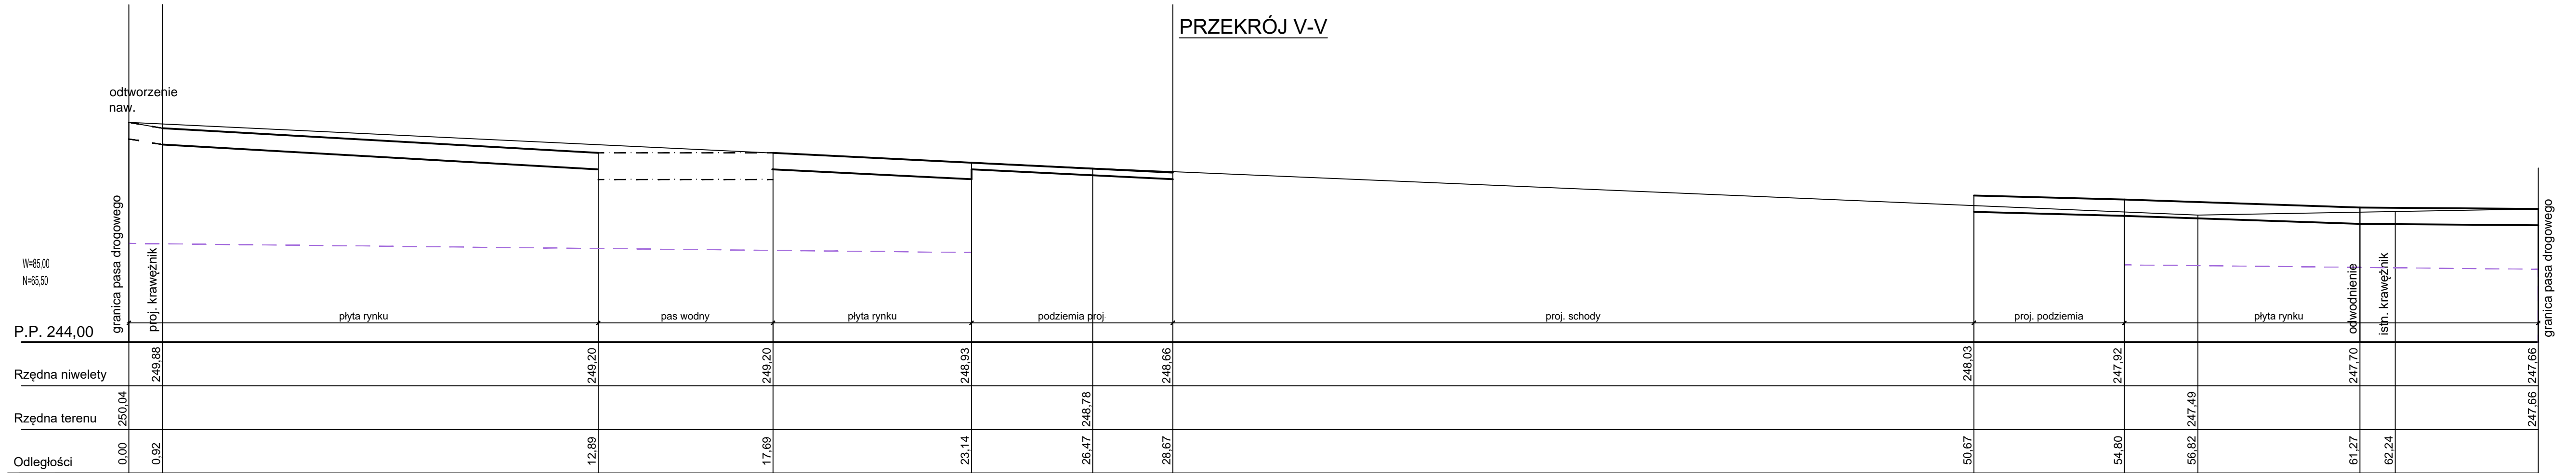 PRZEKRÓJ V-V
odtworzenie
naw.
granica pasa drogowego
proj. krawężnik
W=85,00
N=65,50
płyta rynku
pas wodny
płyta rynku
podziemia proj.
proj. schody
proj. podziemia
płyta rynku
odwodnienie
istn. krawężnik
granica pasa drogowego
P.P. 244,00
Rzędna niwelety
249,88
249,20
249,20
248,93
248,66
248,03
247,92
247,70
247,66
Rzędna terenu
250,04
248,78
247,49
247,66
Odległości
0,00
0,92
12,89
17,69
23,14
26,47
28,67
50,67
54,80
56,82
61,27
62,24